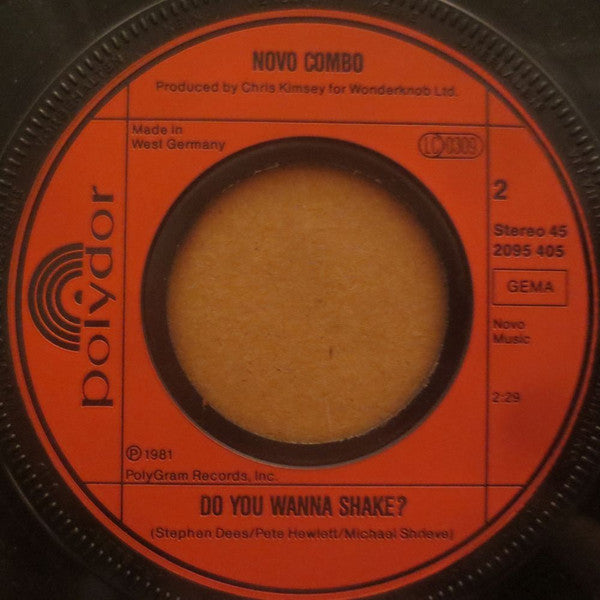 NOVO COMBO
Produced by Chris Kimsey for Wonderknob Ltd.
Made in
West Germany
LC 0309
2
Stereo 45
2095 405
GEMA
Novo
Music
2:29
polydor
℗ 1981
PolyGram Records, Inc.
DO YOU WANNA SHAKE?
(Stephen Dees/Pete Hewlett/Michael Shrieve)